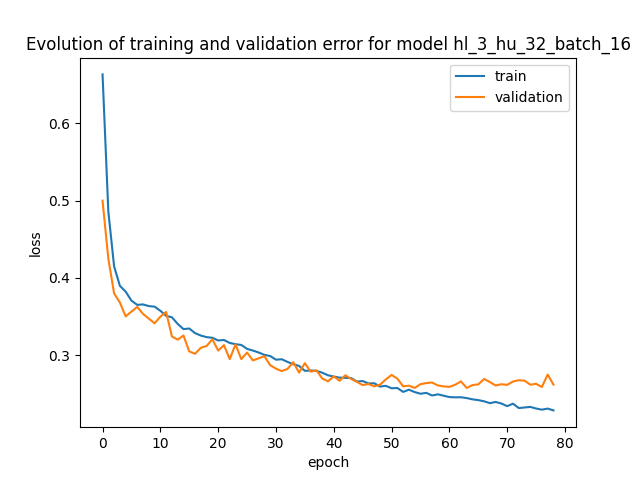 Evolution of training and validation error for model hl_3_hu_32_batch_16
train
validation
0.6
0.5
0.4
0.3
loss
0 10 20 30 40 50 60 70 80
epoch